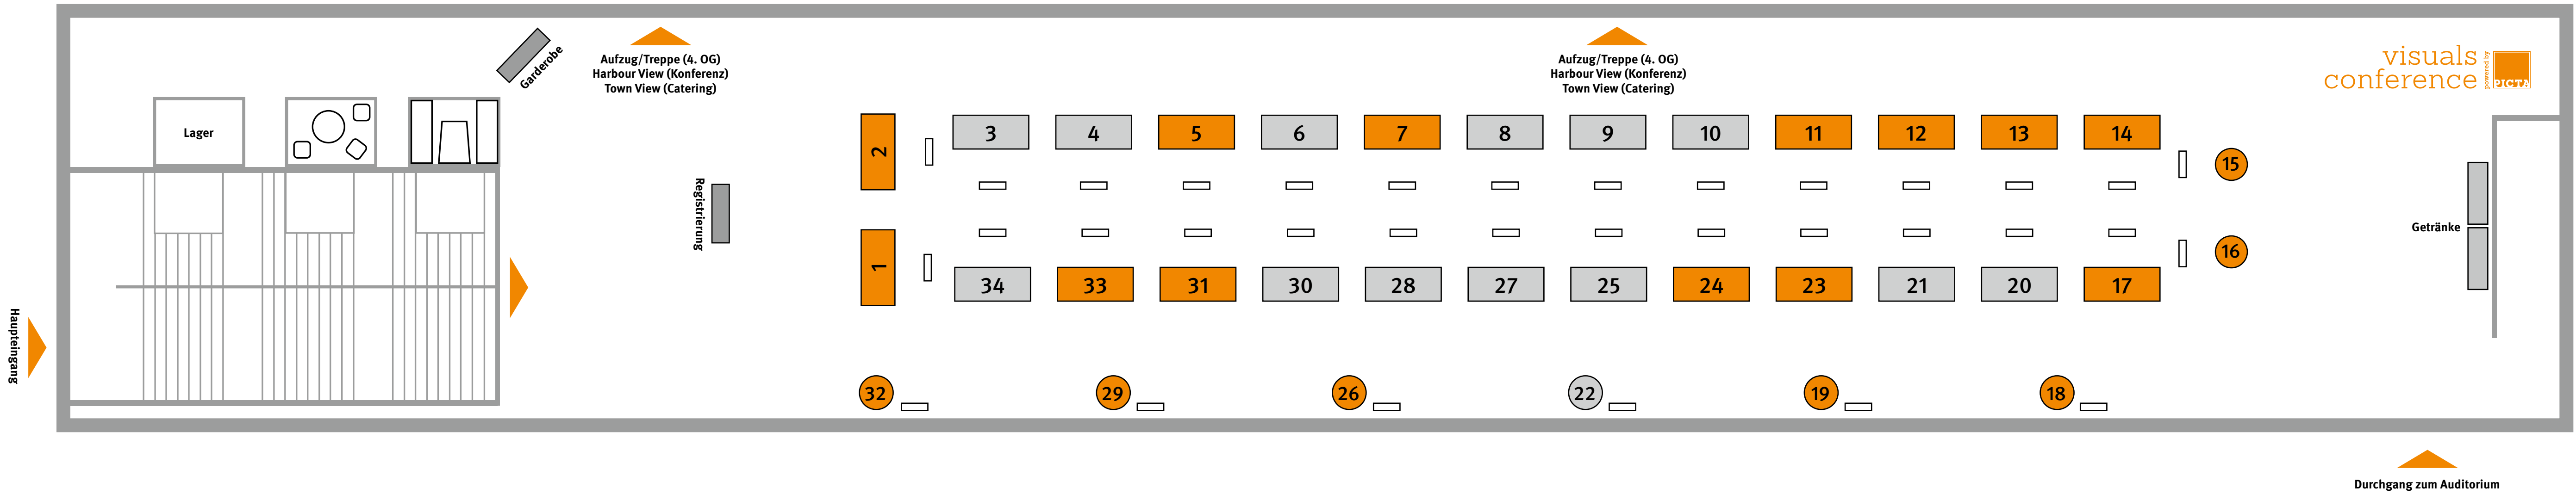 Garderobe
Aufzug/Treppe (4. OG)
Harbour View (Konferenz)
Town View (Catering)
Aufzug/Treppe (4. OG)
Harbour View (Konferenz)
Town View (Catering)
visuals
conference
powered by
PICTA
Lager
2
3
4
5
6
7
8
9
10
11
12
13
14
15
Registrierung
Getränke
1
16
34
33
31
30
28
27
25
24
23
21
20
17
Haupteingang
32
29
26
22
19
18
Durchgang zum Auditorium